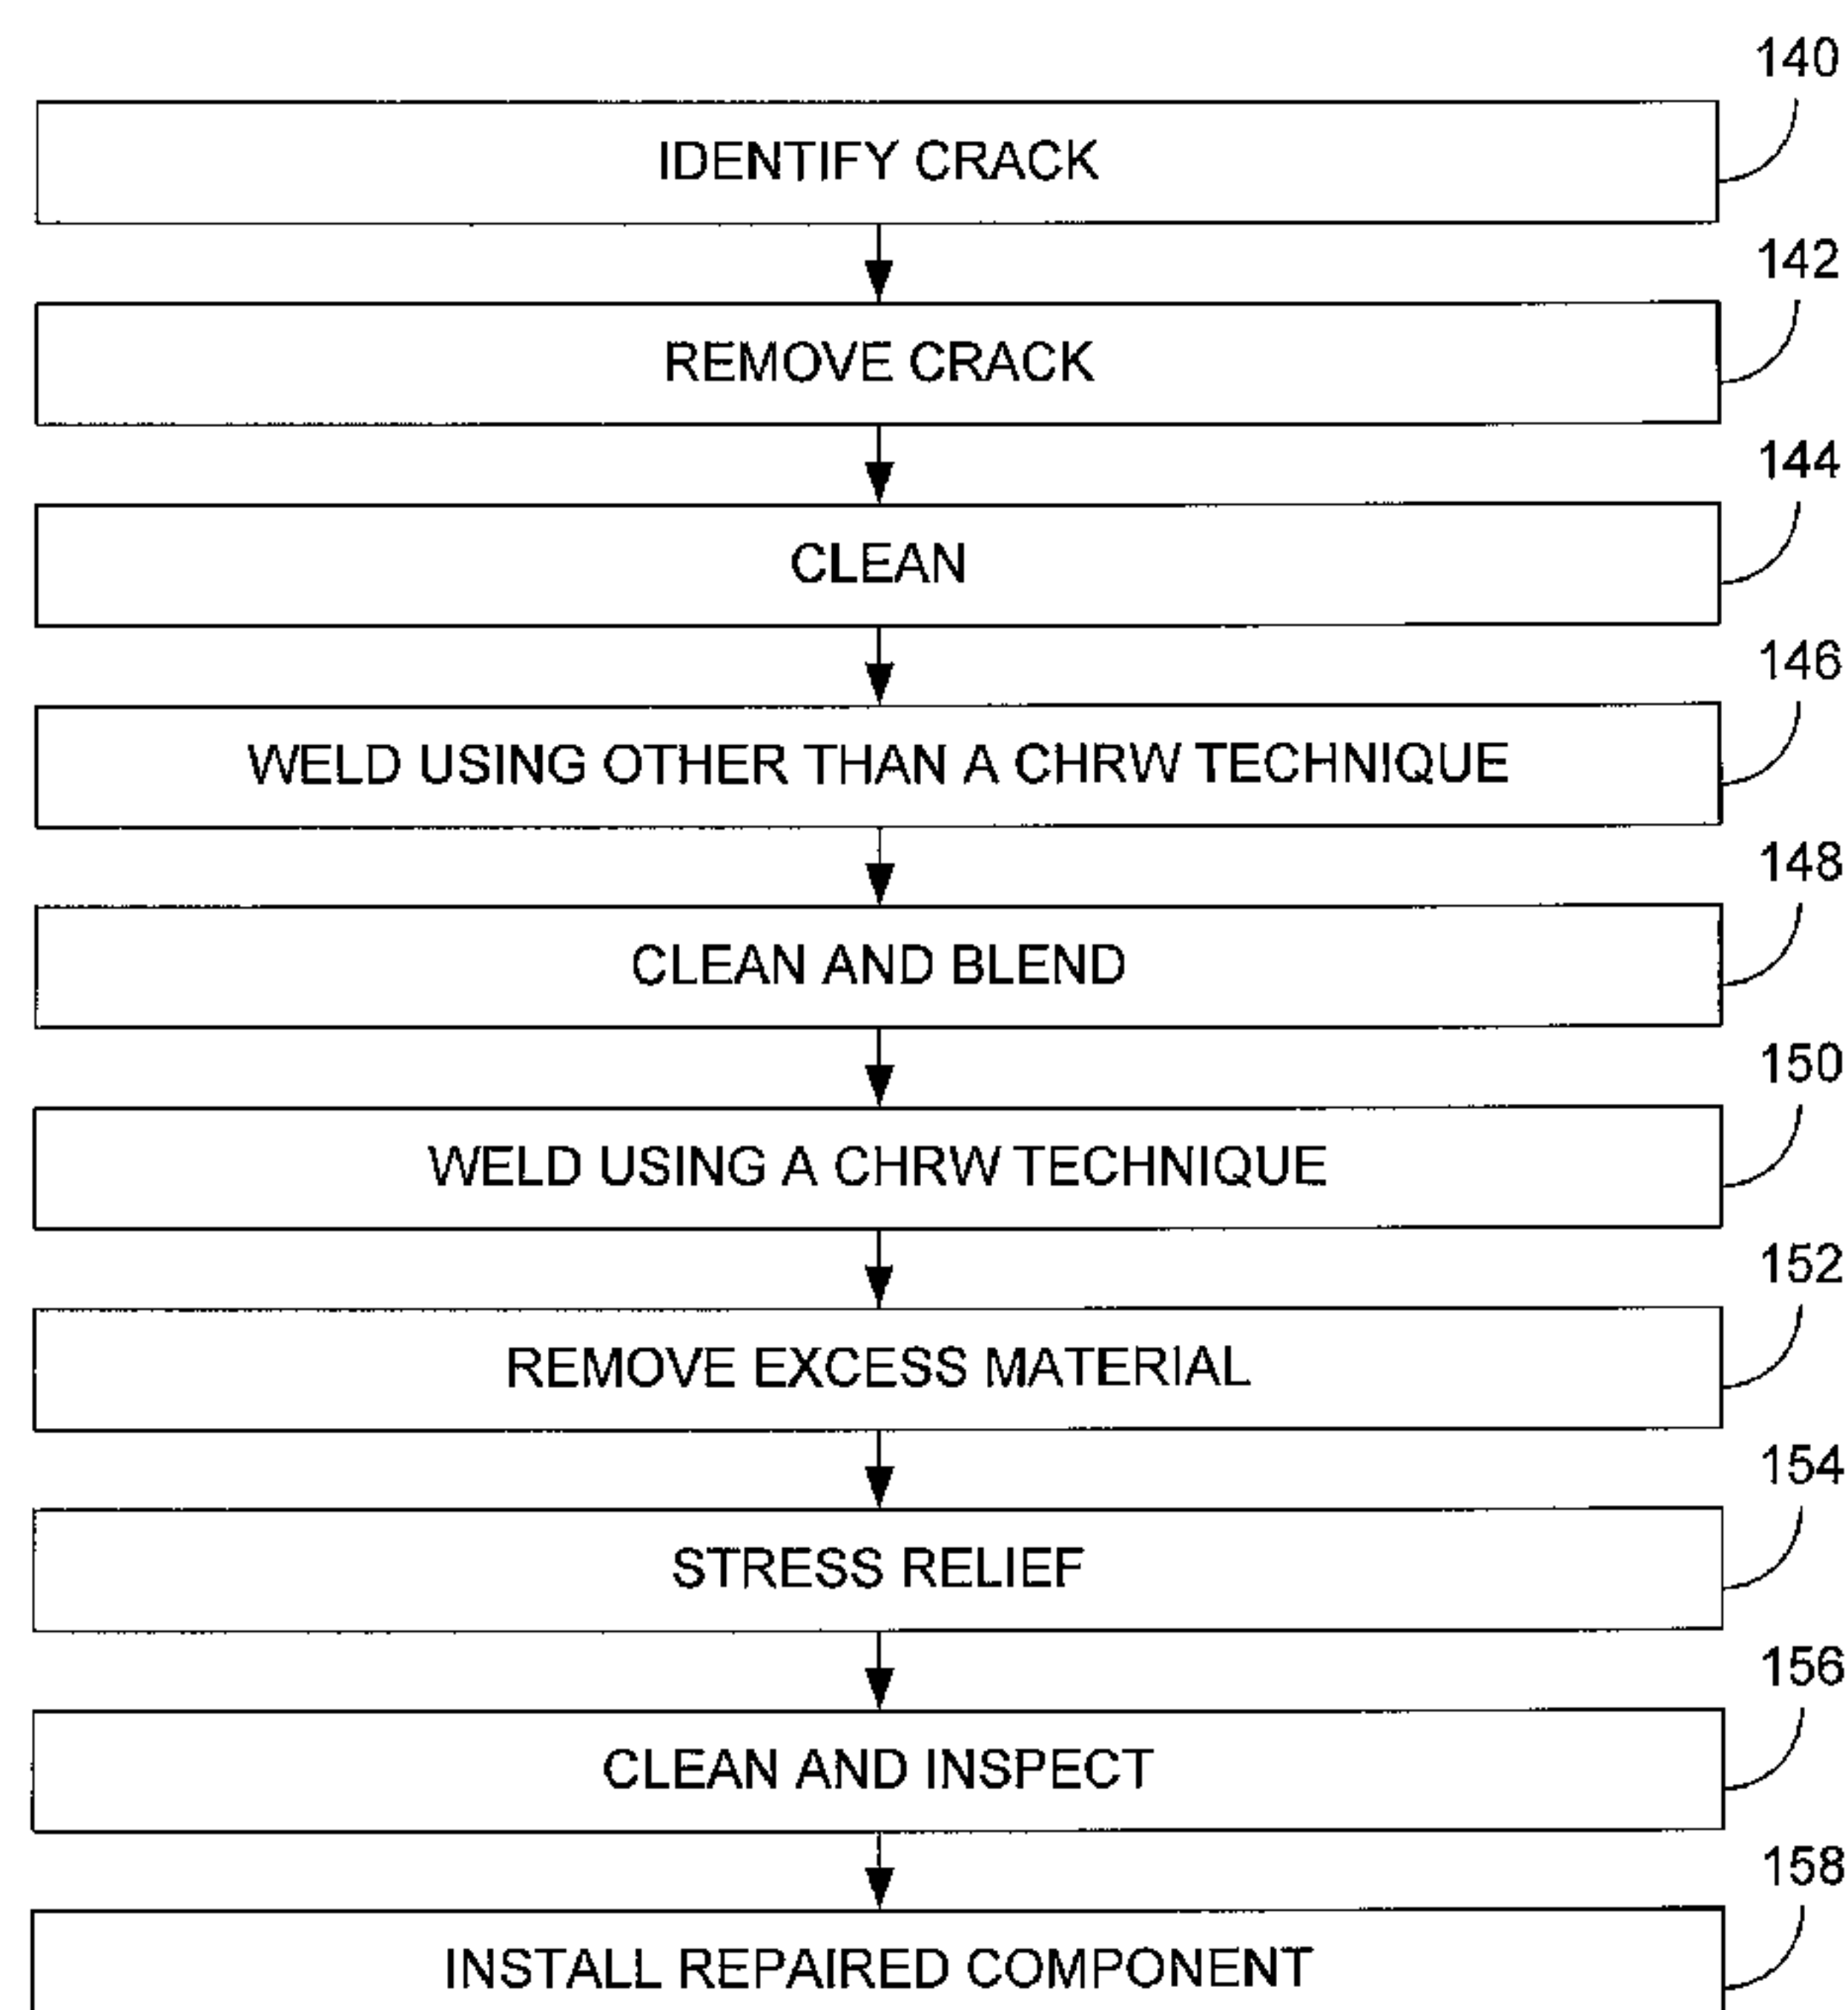 140
IDENTIFY CRACK
142
REMOVE CRACK
144
CLEAN
146
WELD USING OTHER THAN A CHRW TECHNIQUE
148
CLEAN AND BLEND
150
WELD USING A CHRW TECHNIQUE
152
REMOVE EXCESS MATERIAL
154
STRESS RELIEF
156
CLEAN AND INSPECT
158
INSTALL REPAIRED COMPONENT